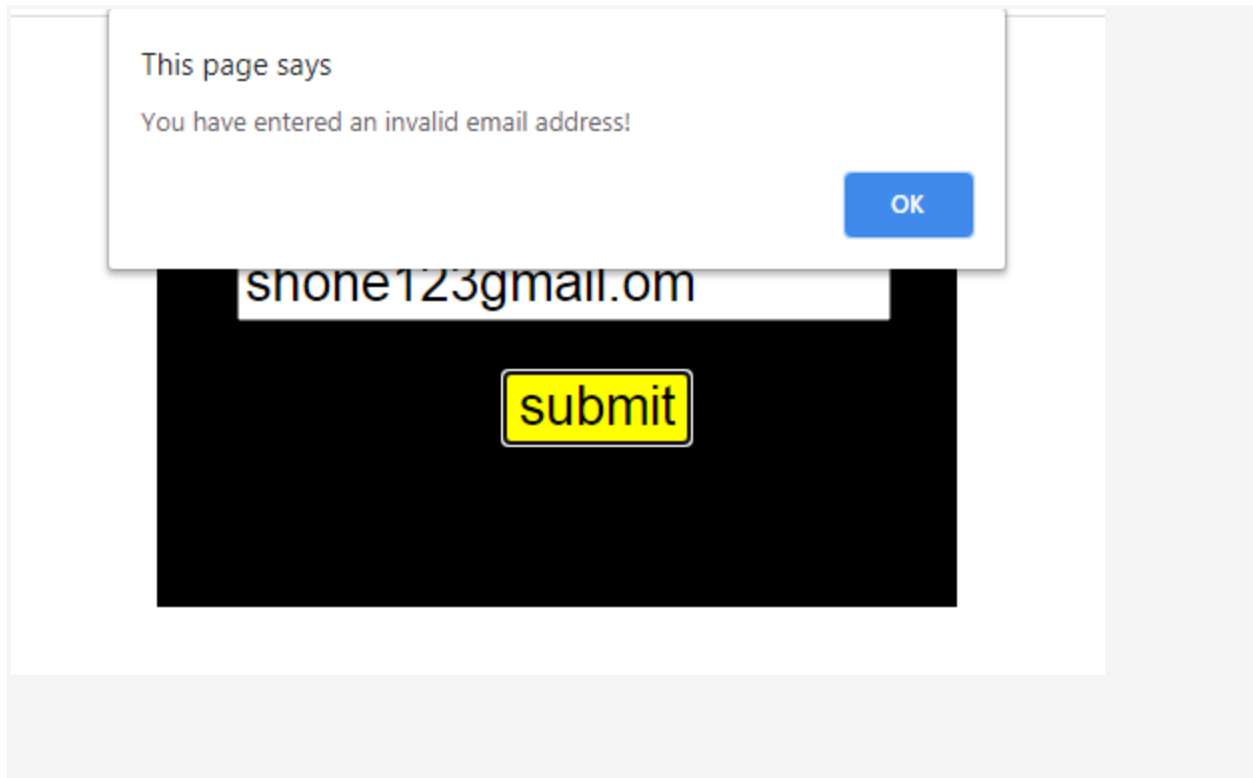 This page says
You have entered an invalid email address!
OK
shone123gmail.om
submit